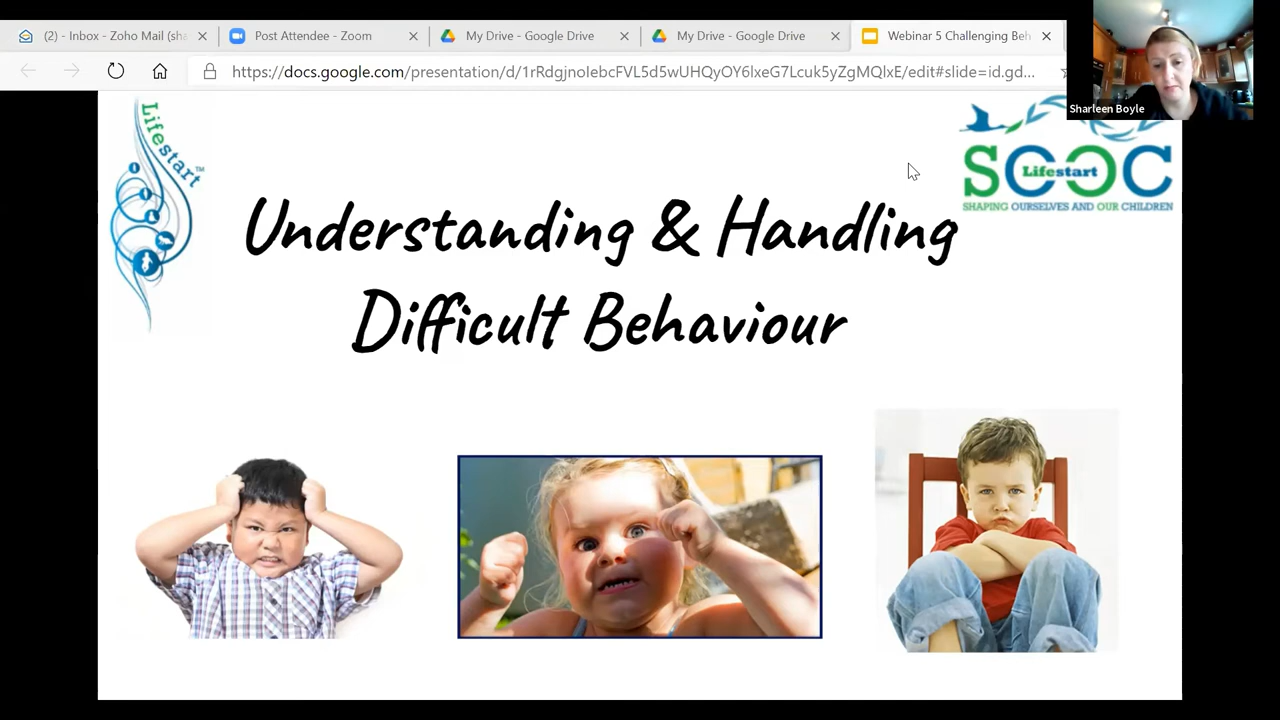 (2) - Inbox - Zoho Mail (sha
Post Attendee - Zoom
My Drive - Google Drive
My Drive - Google Drive
Webinar 5 Challenging Beh
https://docs.google.com/presentation/d/1rRdgjnoIebcFVL5d5wUHQyOY6lxeG7Lcuk5yZgMQlxE/edit#slide=id.gd...
Sharleen Boyle
Lifestart™
SOOC
Lifestart
SHAPING OURSELVES AND OUR CHILDREN
Understanding & Handling
Difficult Behaviour